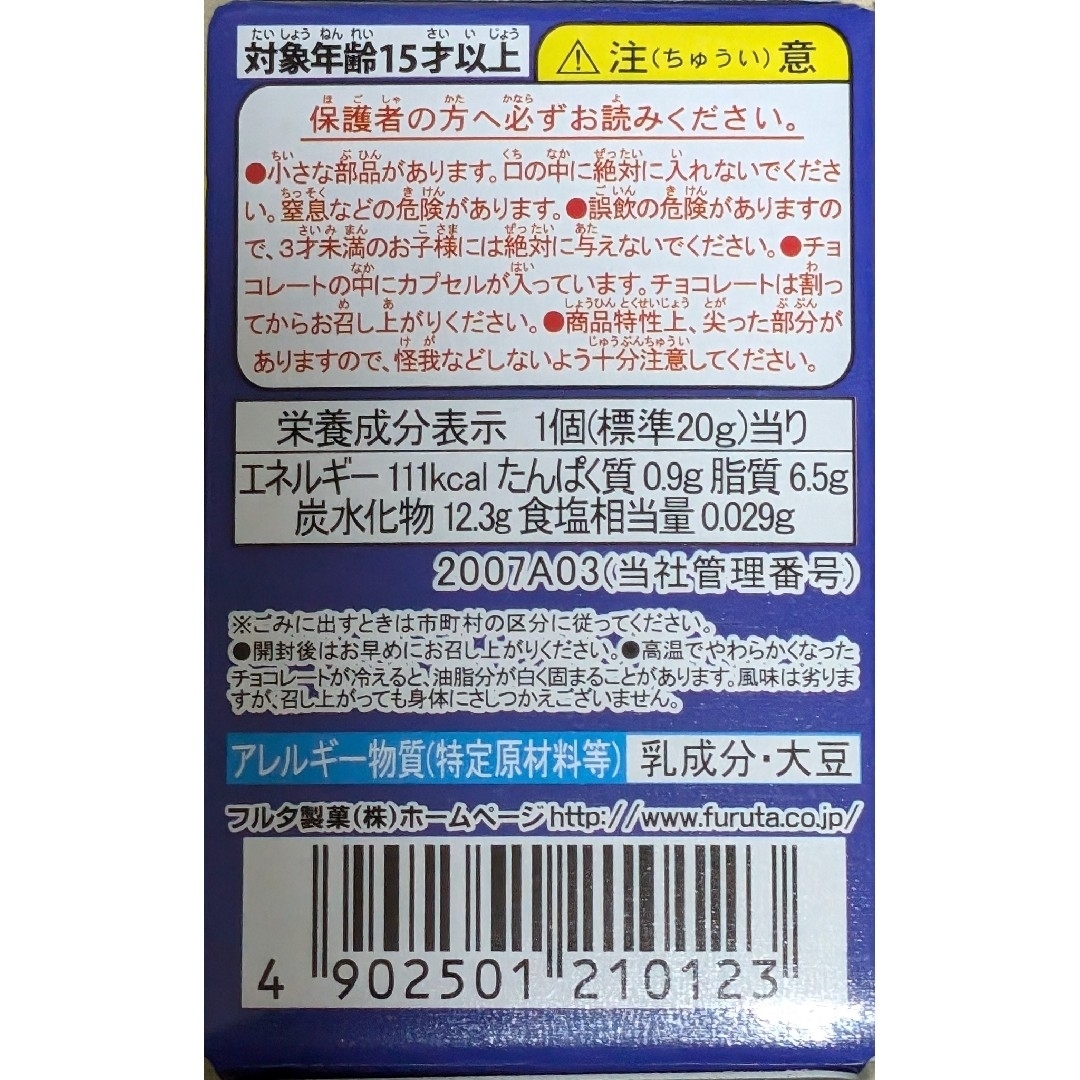 対象年齢15才以上
たいしょうねんれい さいいじょう
⚠注(ちゅうい)意
保護者の方へ必ずお読みください。
ほごしゃ かた かなら よ
●小さな部品があります。口の中に絶対に入れないでくださ
ちい ぶひん くち なか ぜったい い
い。窒息などの危険があります。●誤飲の危険がありますの
ちっそく きけん ごいん きけん
で、3才未満のお子様には絶対に与えないでください。●チョ
さいみまん こさま ぜったい あた
コレートの中にカプセルが入っています。チョコレートは割っ
なか はい わ
てからお召し上がりください。●商品特性上、尖った部分が
め あ しょうひんとくせいじょう とが ぶぶん
ありますので、怪我などしないよう十分注意してください。
けが じゅうぶんちゅうい
栄養成分表示 1個(標準20g)当り
エネルギー 111kcal たんぱく質 0.9g 脂質 6.5g
炭水化物 12.3g 食塩相当量 0.029g
2007A03(当社管理番号)
※ごみに出すときは市町村の区分に従ってください。
●開封後はお早めにお召し上がりください。●高温でやわらかくなった
チョコレートが冷えると、油脂分が白く固まることがあります。風味は劣りま
すが、召し上がっても身体にさしつかえございません。
アレルギー物質(特定原材料等) 乳成分・大豆
フルタ製菓(株)ホームページhttp://www.furuta.co.jp/
4 902501 210123